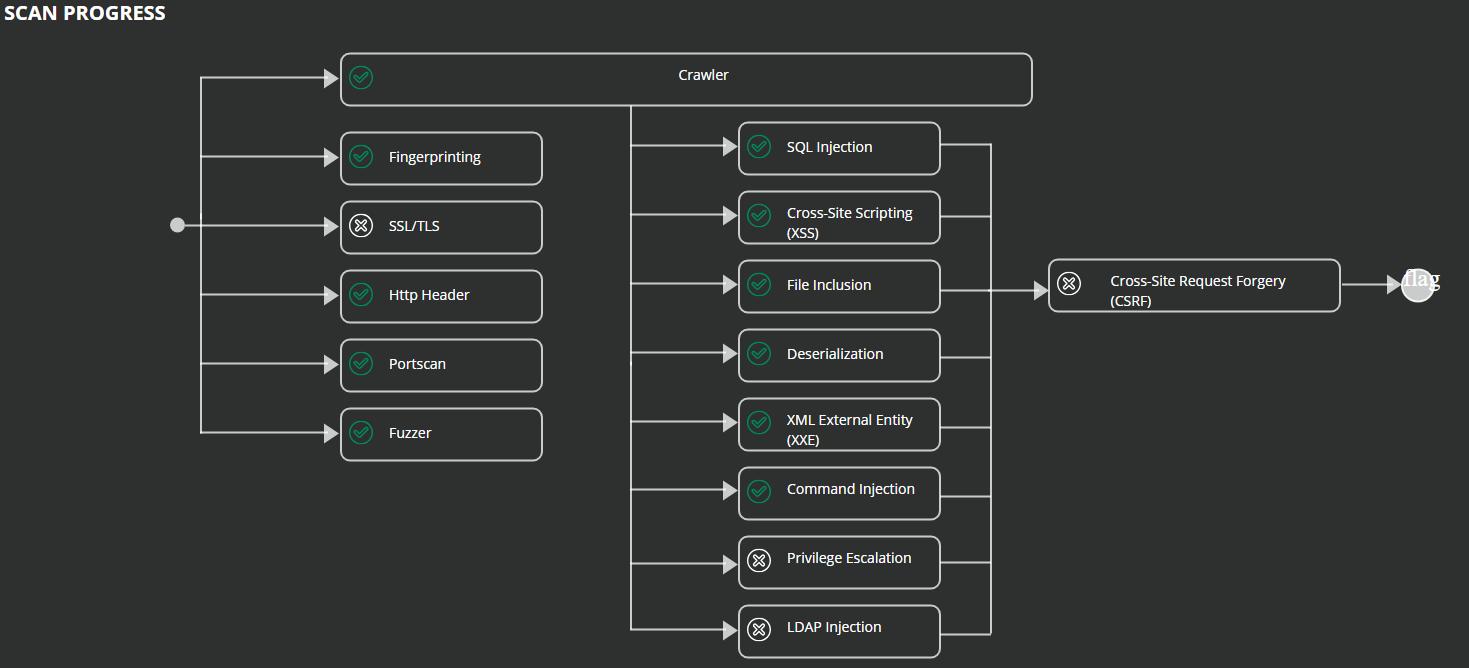 SCAN PROGRESS
Crawler
Fingerprinting
SSL/TLS
Http Header
Portscan
Fuzzer
SQL Injection
Cross-Site Scripting
(XSS)
File Inclusion
Deserialization
XML External Entity
(XXE)
Command Injection
Privilege Escalation
LDAP Injection
Cross-Site Request Forgery
(CSRF)
flag